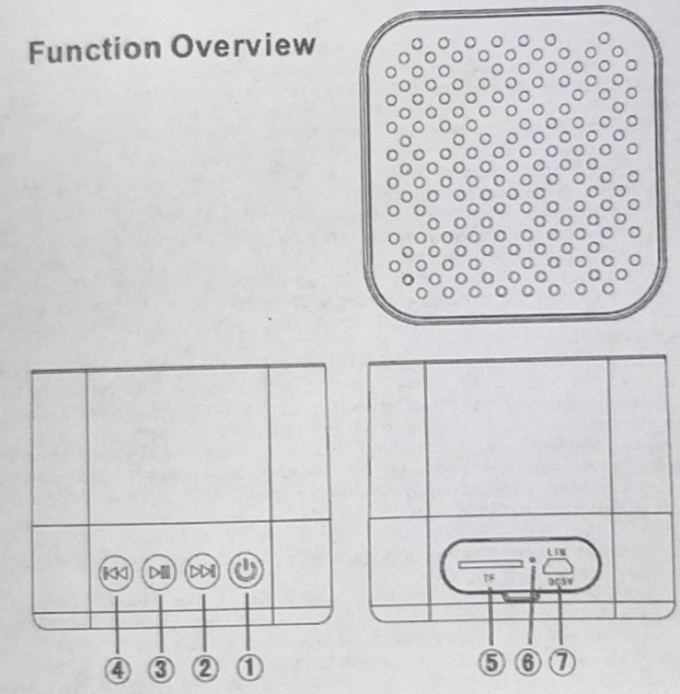 Function Overview
LIN
TF
DC5V
④ ③ ② ① ⑤ ⑥ ⑦